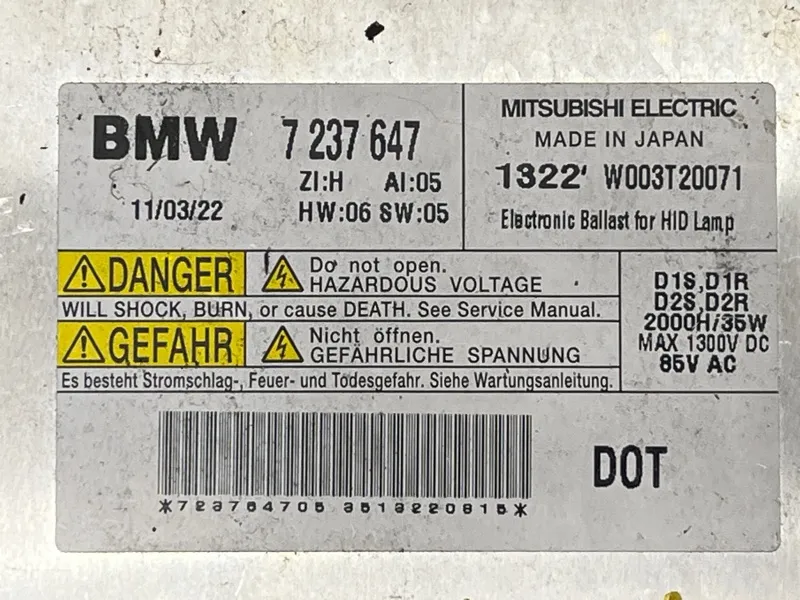 BMW 7 237 647
ZI:H AI:05
11/03/22 HW:06 SW:05
MITSUBISHI ELECTRIC
MADE IN JAPAN
1322' W003T20071
Electronic Ballast for HID Lamp
DANGER Do not open.
HAZARDOUS VOLTAGE
WILL SHOCK, BURN, or cause DEATH. See Service Manual.
GEFAHR Nicht öffnen.
GEFÄHRLICHE SPANNUNG
Es besteht Stromschlag-, Feuer- und Todesgefahr. Siehe Wartungsanleitung.
D1S,D1R
D2S,D2R
2000H/35W
MAX 1300V DC
85V AC
*723764705 3513220815*
DOT